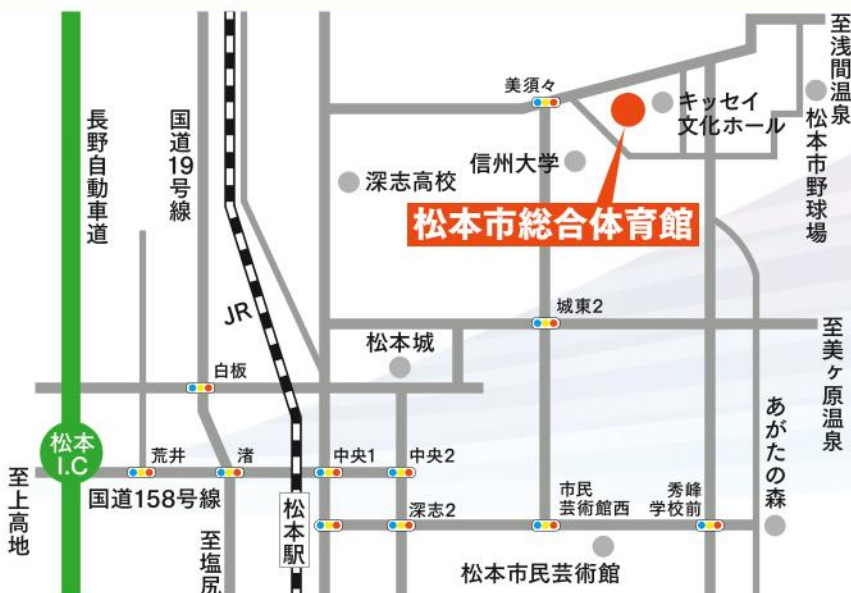 至浅間温泉
美須々
キッセイ
文化ホール
松本市野球場
長野自動車道
国道19号線
信州大学
深志高校
松本市総合体育館
JR
城東2
至美ヶ原温泉
松本城
白板
あがたの森
松本
I.C
荒井
渚
中央1
中央2
至上高地
国道158号線
松本駅
深志2
市民
芸術館西
秀峰
学校前
至塩尻
松本市民芸術館